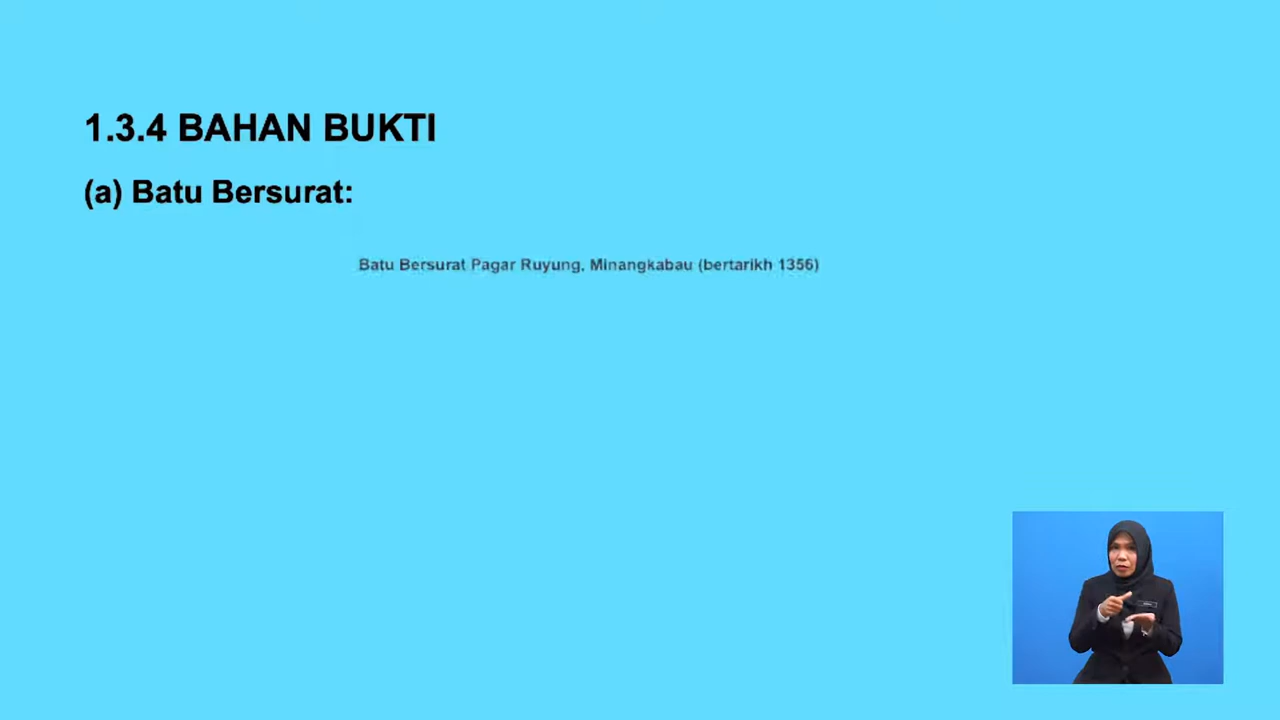 1.3.4 BAHAN BUKTI
(a) Batu Bersurat:
Batu Bersurat Pagar Ruyung, Minangkabau (bertarikh 1356)